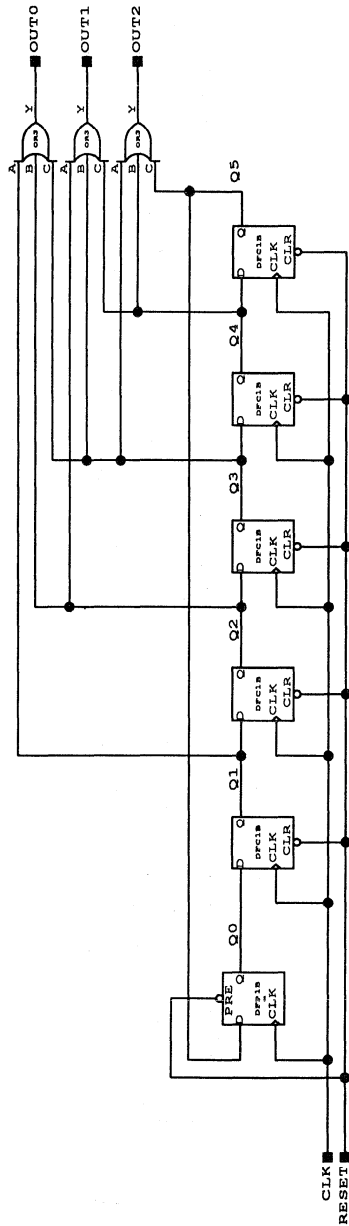 OUT0
Y
OR3
A
B
C
OUT1
Y
OR3
A
B
C
OUT2
Y
OR3
A
B
C
Q0
Q1
Q2
Q3
Q4
Q5
PRE
D
Q
DFP1B
CLK
D
Q
DFC1B
CLK
CLR
D
Q
DFC1B
CLK
CLR
D
Q
DFC1B
CLK
CLR
D
Q
DFC1B
CLK
CLR
D
Q
DFC1B
CLK
CLR
CLK
RESET